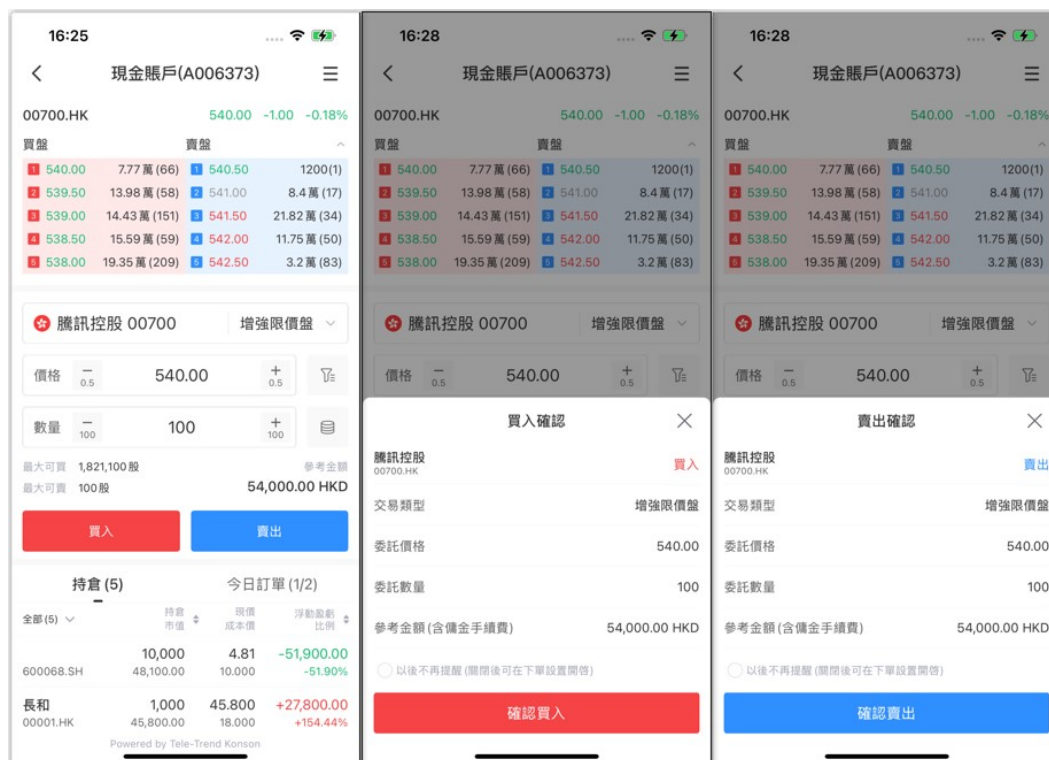 16:25
現金賬戶(A006373)
00700.HK 540.00 -1.00 -0.18%
買盤 賣盤
1 540.00 7.77萬(66) 1 540.50 1200(1)
2 539.50 13.98萬(58) 2 541.00 8.4萬(17)
3 539.00 14.43萬(151) 3 541.50 21.82萬(34)
4 538.50 15.59萬(59) 4 542.00 11.75萬(50)
5 538.00 19.35萬(209) 5 542.50 3.2萬(83)
騰訊控股 00700 增強限價盤
價格 − 0.5 540.00 + 0.5
數量 − 100 100 + 100
最大可買 1,821,100股 參考金額
最大可賣 100股 54,000.00 HKD
買入 賣出
持倉(5) 今日訂單(1/2)
全部(5) 持倉 現價 浮動盈虧
市值 成本價 比例
10,000 4.81 -51,900.00
600068.SH 48,100.00 10.000 -51.90%
長和 1,000 45.800 +27,800.00
00001.HK 45,800.00 18.000 +154.44%
Powered by Tele-Trend Konson
16:28
現金賬戶(A006373)
00700.HK 540.00 -1.00 -0.18%
買盤 賣盤
1 540.00 7.77萬(66) 1 540.50 1200(1)
2 539.50 13.98萬(58) 2 541.00 8.4萬(17)
3 539.00 14.43萬(151) 3 541.50 21.82萬(34)
4 538.50 15.59萬(59) 4 542.00 11.75萬(50)
5 538.00 19.35萬(209) 5 542.50 3.2萬(83)
騰訊控股 00700 增強限價盤
價格 − 0.5 540.00 + 0.5
買入確認
騰訊控股 買入
00700.HK
交易類型 增強限價盤
委託價格 540.00
委託數量 100
參考金額(含傭金手續費) 54,000.00 HKD
以後不再提醒(關閉後可在下單設置開啓)
確認買入
16:28
現金賬戶(A006373)
00700.HK 540.00 -1.00 -0.18%
買盤 賣盤
1 540.00 7.77萬(66) 1 540.50 1200(1)
2 539.50 13.98萬(58) 2 541.00 8.4萬(17)
3 539.00 14.43萬(151) 3 541.50 21.82萬(34)
4 538.50 15.59萬(59) 4 542.00 11.75萬(50)
5 538.00 19.35萬(209) 5 542.50 3.2萬(83)
騰訊控股 00700 增強限價盤
價格 − 0.5 540.00 + 0.5
賣出確認
騰訊控股 賣出
00700.HK
交易類型 增強限價盤
委託價格 540.00
委託數量 100
參考金額(含傭金手續費) 54,000.00 HKD
以後不再提醒(關閉後可在下單設置開啓)
確認賣出